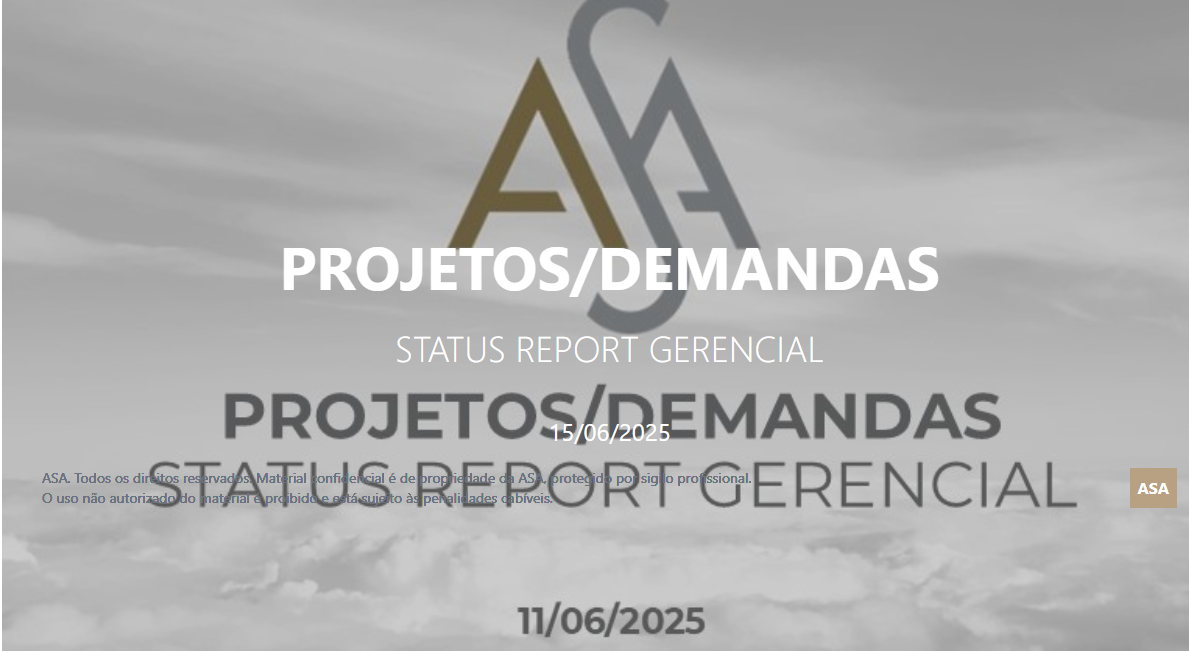 ASA
PROJETOS/DEMANDAS
STATUS REPORT GERENCIAL
PROJETOS/DEMANDAS
15/06/2025
ASA. Todos os direitos reservados. Material confidencial é de propriedade da ASA, protegido por sigilo profissional.
STATUS REPORT GERENCIAL
ASA
O uso não autorizado do material é proibido e está sujeito às penalidades cabíveis.
11/06/2025